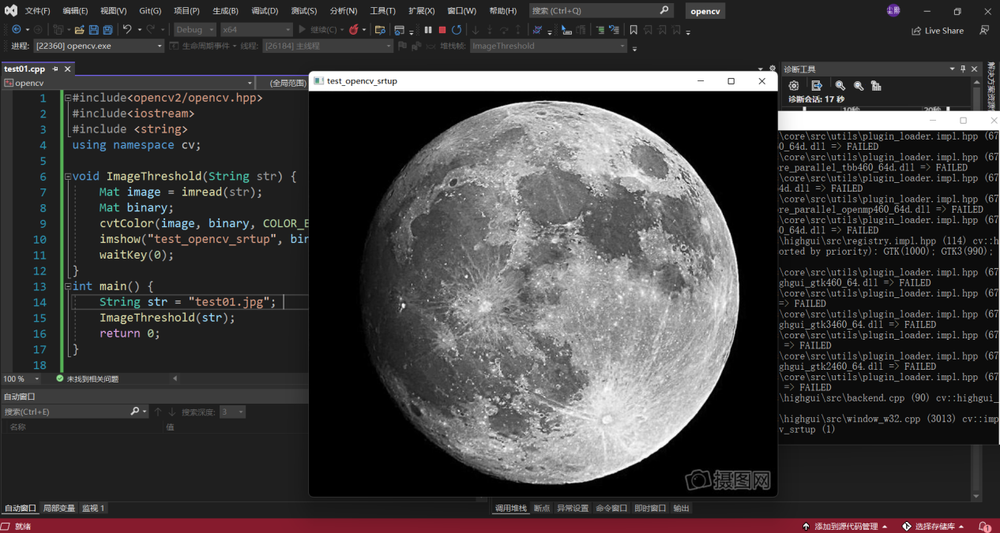 文件(F) 编辑(E) 视图(V) Git(G) 项目(P) 生成(B) 调试(D) 测试(S) 分析(N) 工具(T) 扩展(X) 窗口(W) 帮助(H) 搜索 (Ctrl+Q) opencv
Debug x64 继续(C) Live Share
进程: [22360] opencv.exe 生命周期事件 线程: [26184] 主线程 堆栈帧: ImageThreshold
test01.cpp
opencv (全局范围)
1 #include<opencv2/opencv.hpp>
2 #include<iostream>
3 #include <string>
4 using namespace cv;
5
6 void ImageThreshold(String str) {
7 Mat image = imread(str);
8 Mat binary;
9 cvtColor(image, binary, COLOR_B
10 imshow("test_opencv_srtup", bin
11 waitKey(0);
12 }
13 int main() {
14 String str = "test01.jpg";
15 ImageThreshold(str);
16 return 0;
17 }
18
100 % 未找到相关问题
自动窗口
搜索(Ctrl+E) 搜索深度: 3
名称 值
自动窗口 局部变量 监视 1
test_opencv_srtup
摄图网
诊断工具
诊断会话: 17 秒
10秒 20秒
解决方案资源
\core\src\utils\plugin_loader.impl.hpp (67
0_64d.dll => FAILED
\core\src\utils\plugin_loader.impl.hpp (67
re_parallel_tbb460_64d.dll => FAILED
\core\src\utils\plugin_loader.impl.hpp (67
4d.dll => FAILED
\core\src\utils\plugin_loader.impl.hpp (67
re_parallel_openmp460_64d.dll => FAILED
\core\src\utils\plugin_loader.impl.hpp (67
0_64d.dll => FAILED
\highgui\src\registry.impl.hpp (114) cv::h
orted by priority): GTK(1000); GTK3(990);
\core\src\utils\plugin_loader.impl.hpp (67
ghgui_gtk460_64.dll => FAILED
\core\src\utils\plugin_loader.impl.hpp (67
=> FAILED
\core\src\utils\plugin_loader.impl.hpp (67
ghgui_gtk3460_64.dll => FAILED
\core\src\utils\plugin_loader.impl.hpp (67
=> FAILED
\core\src\utils\plugin_loader.impl.hpp (67
ghgui_gtk2460_64.dll => FAILED
\core\src\utils\plugin_loader.impl.hpp (67
=> FAILED
\highgui\src\backend.cpp (90) cv::highgui_
\highgui\src\window_w32.cpp (3013) cv::imp
v_srtup (1)
调用堆栈 断点 异常设置 命令窗口 即时窗口 输出
就绪 添加到源代码管理 选择存储库 1